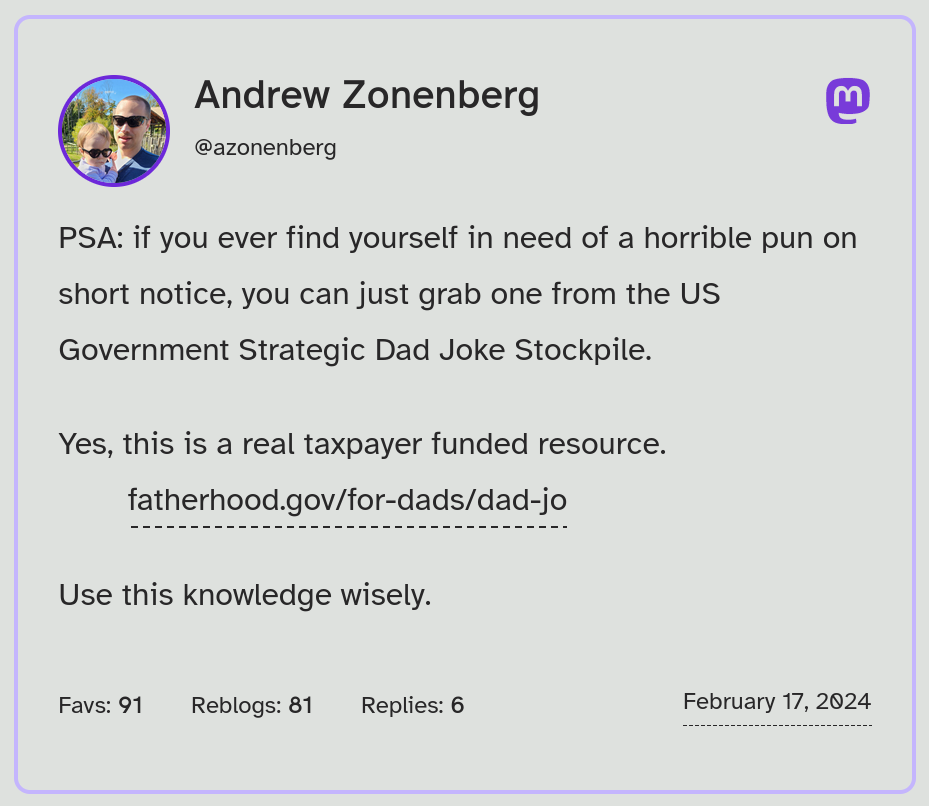 Andrew Zonenberg
@azonenberg
PSA: if you ever find yourself in need of a horrible pun on
short notice, you can just grab one from the US
Government Strategic Dad Joke Stockpile.
Yes, this is a real taxpayer funded resource.
fatherhood.gov/for-dads/dad-jo
Use this knowledge wisely.
Favs: 91 Reblogs: 81 Replies: 6 February 17, 2024